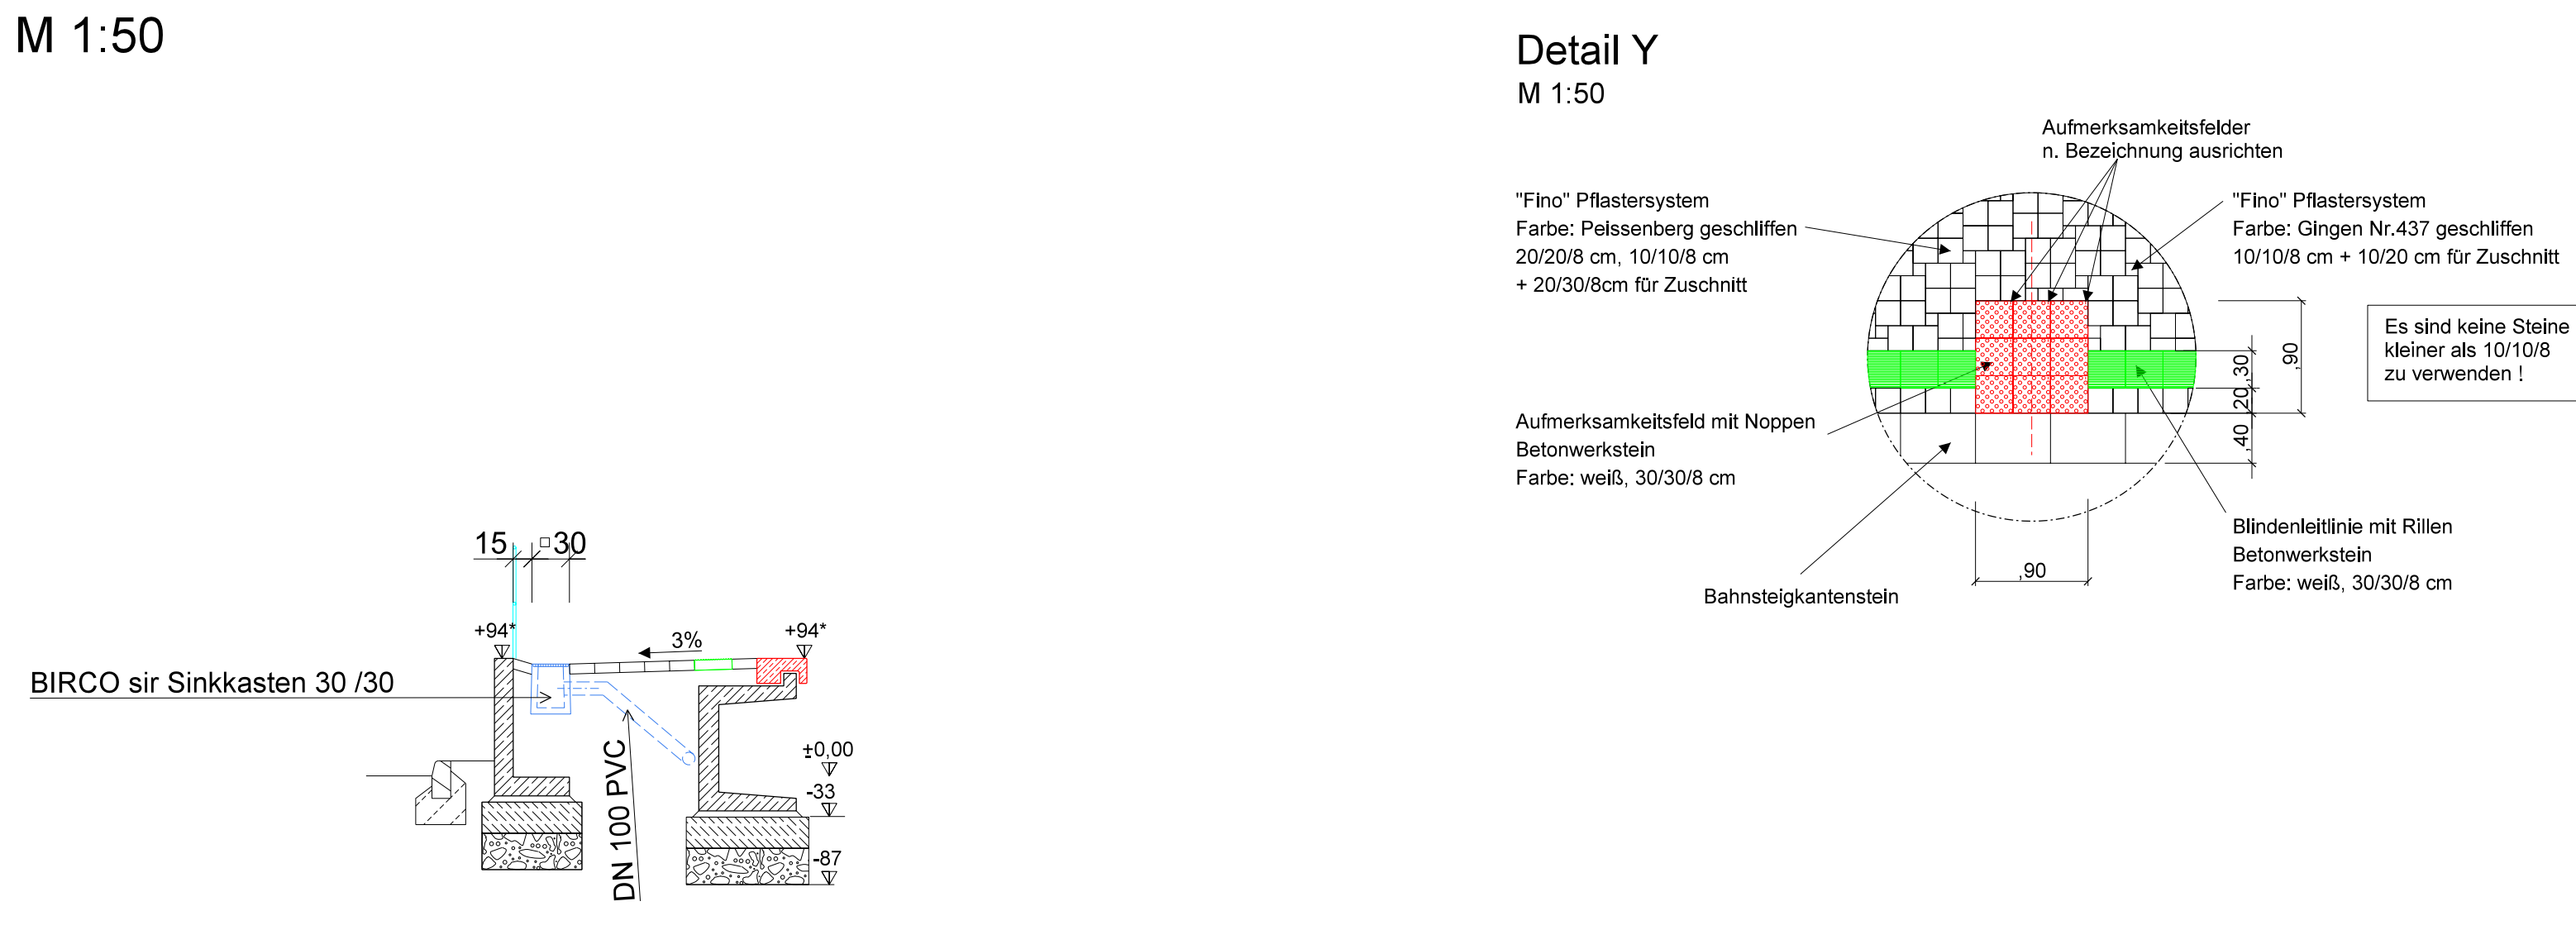 M 1:50
Detail Y
M 1:50
Aufmerksamkeitsfelder
n. Bezeichnung ausrichten
"Fino" Pflastersystem
Farbe: Peissenberg geschliffen
20/20/8 cm, 10/10/8 cm
+ 20/30/8cm für Zuschnitt
"Fino" Pflastersystem
Farbe: Gingen Nr.437 geschliffen
10/10/8 cm + 10/20 cm für Zuschnitt
Es sind keine Steine
kleiner als 10/10/8
zu verwenden !
,90
,30
,20
,40
Aufmerksamkeitsfeld mit Noppen
Betonwerkstein
Farbe: weiß, 30/30/8 cm
Blindenleitlinie mit Rillen
Betonwerkstein
Farbe: weiß, 30/30/8 cm
,90
Bahnsteigkantenstein
15
30
+94*
3%
+94*
BIRCO sir Sinkkasten 30 /30
DN 100 PVC
±0,00
-33
-87